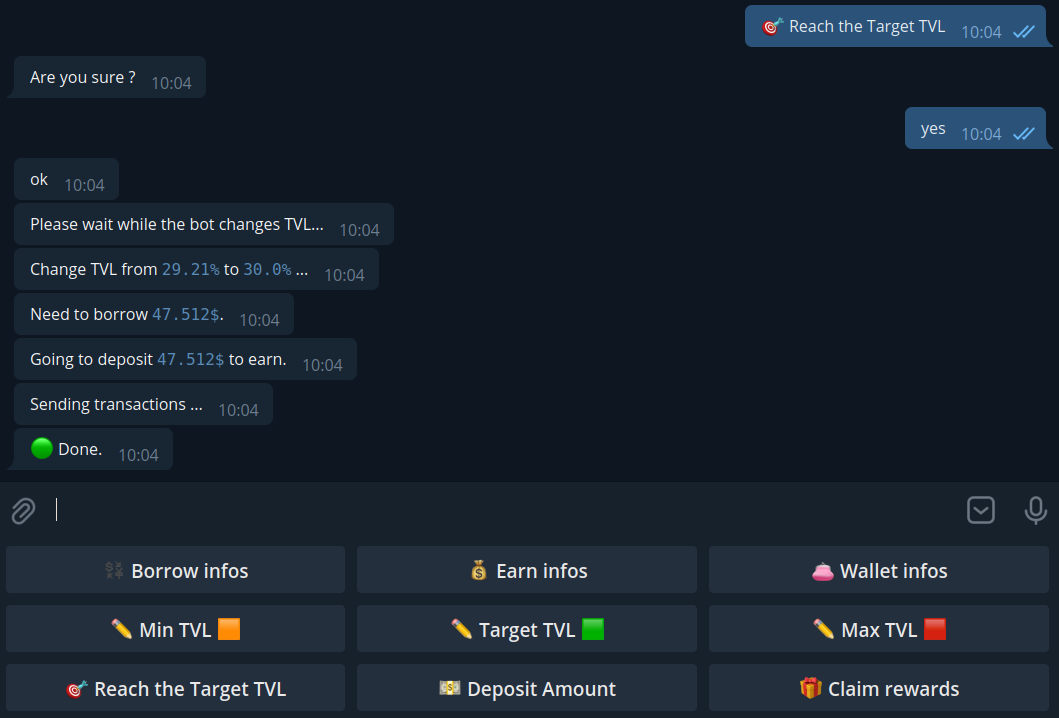 🎯 Reach the Target TVL 10:04
Are you sure ? 10:04
yes 10:04
ok 10:04
Please wait while the bot changes TVL... 10:04
Change TVL from 29.21% to 30.0% ... 10:04
Need to borrow 47.512$. 10:04
Going to deposit 47.512$ to earn. 10:04
Sending transactions ... 10:04
🟢 Done. 10:04
💱 Borrow infos
💰 Earn infos
👛 Wallet infos
✏️ Min TVL 🟧
✏️ Target TVL 🟩
✏️ Max TVL 🟥
🎯 Reach the Target TVL
💵 Deposit Amount
🎁 Claim rewards